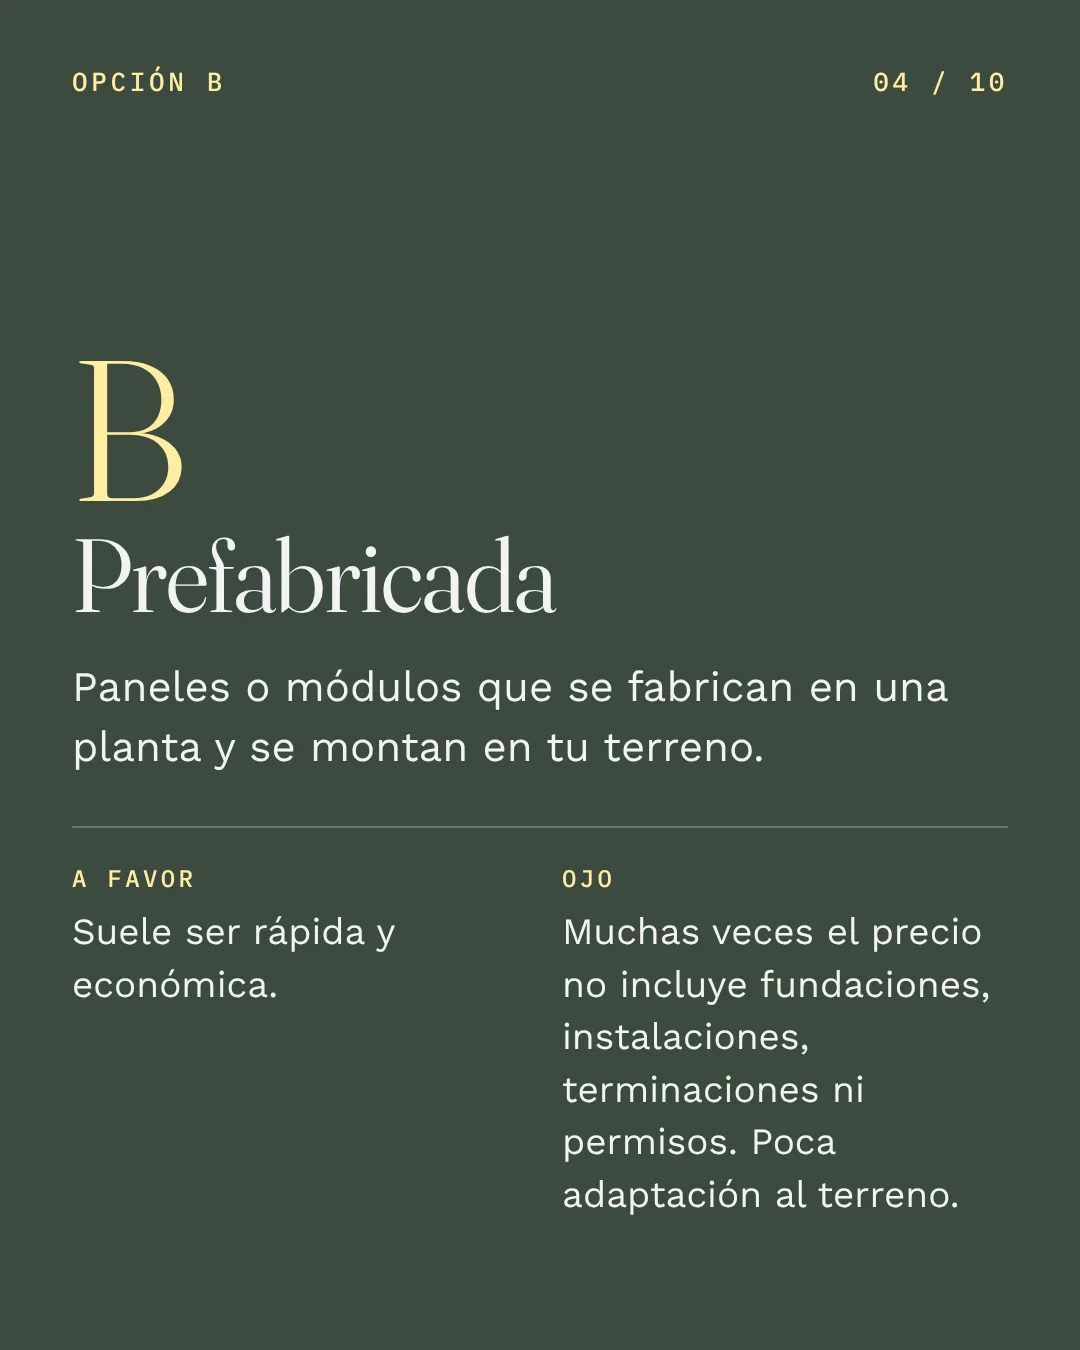 OPCIÓN B
04 / 10
B
Prefabricada
Paneles o módulos que se fabrican en una
planta y se montan en tu terreno.
A FAVOR
Suele ser rápida y
económica.
OJO
Muchas veces el precio
no incluye fundaciones,
instalaciones,
terminaciones ni
permisos. Poca
adaptación al terreno.